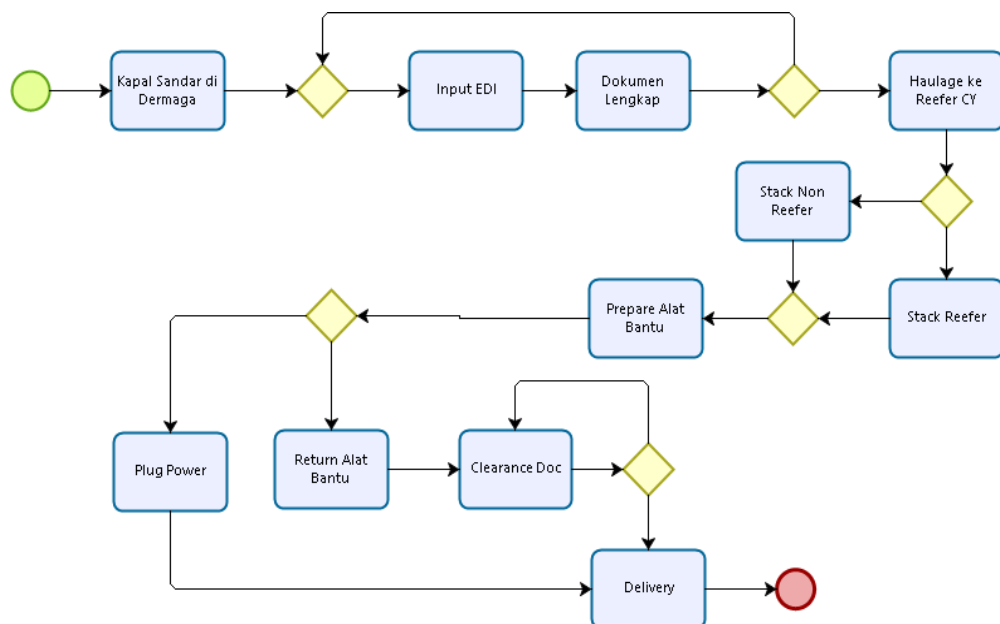 Kapal Sandar di
Dermaga
Input EDI
Dokumen
Lengkap
Haulage ke
Reefer CY
Stack Non
Reefer
Prepare Alat
Bantu
Stack Reefer
Plug Power
Return Alat
Bantu
Clearance Doc
Delivery